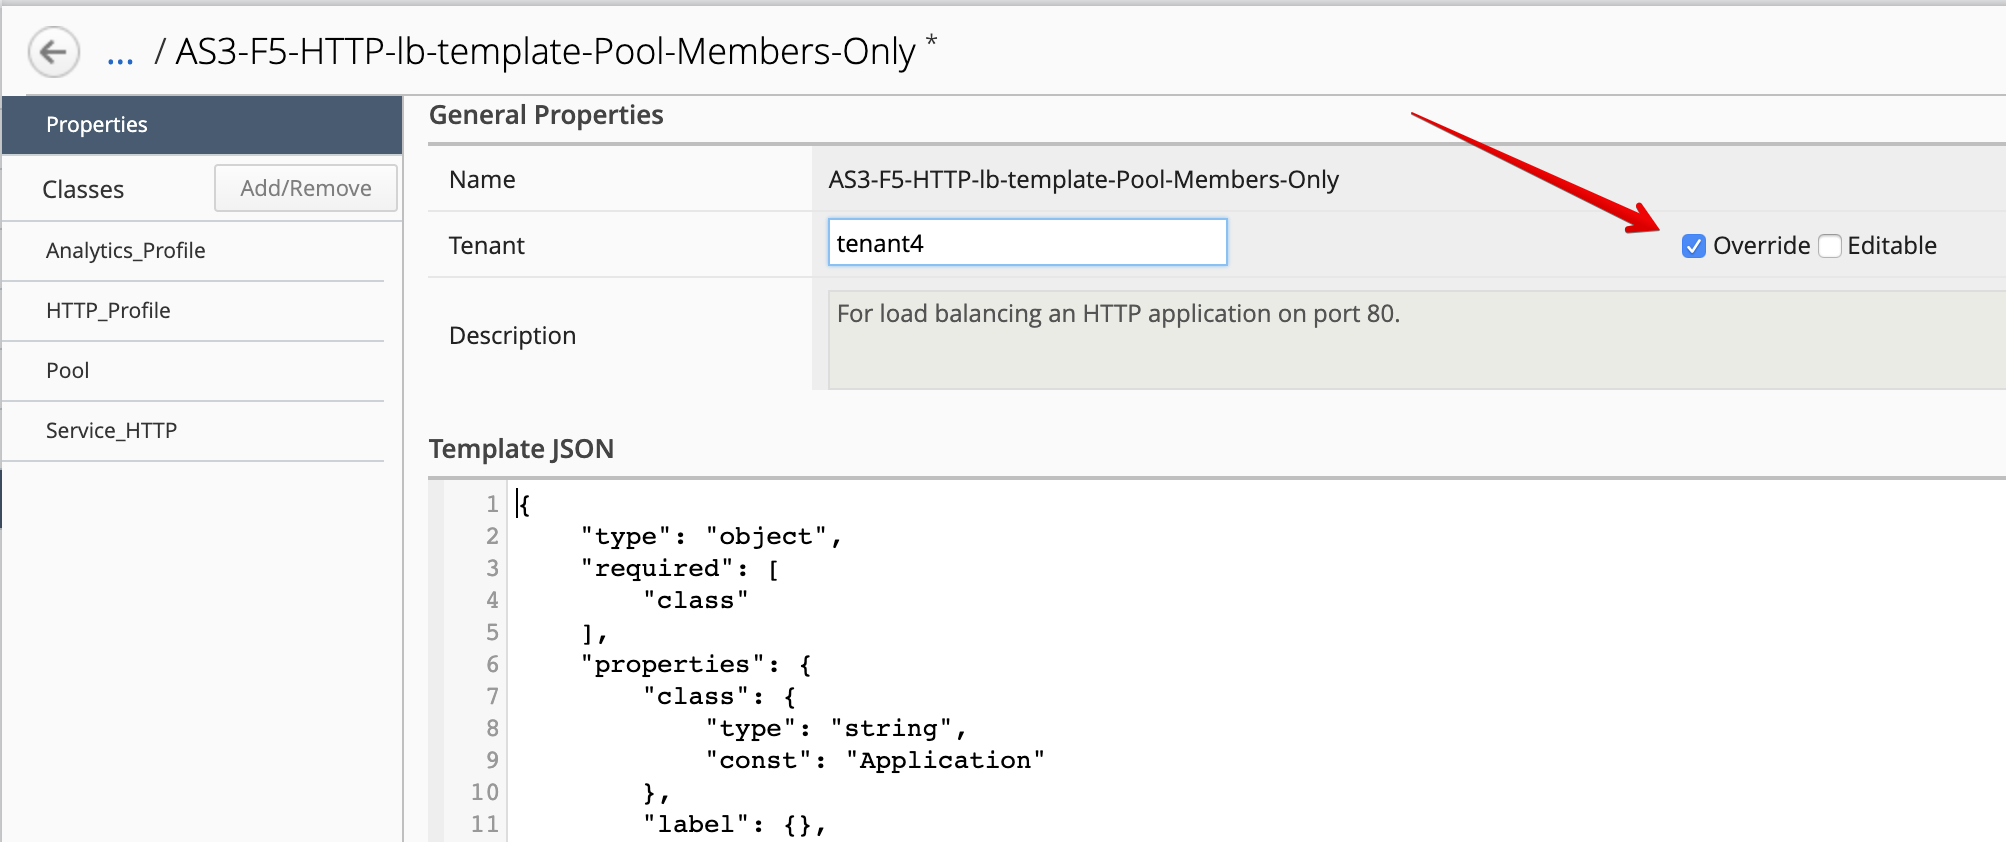 ... / AS3-F5-HTTP-lb-template-Pool-Members-Only *
Properties
Classes Add/Remove
Analytics_Profile
HTTP_Profile
Pool
Service_HTTP
General Properties
Name AS3-F5-HTTP-lb-template-Pool-Members-Only
Tenant tenant4 Override Editable
Description For load balancing an HTTP application on port 80.
Template JSON
1 {
2 "type": "object",
3 "required": [
4 "class"
5 ],
6 "properties": {
7 "class": {
8 "type": "string",
9 "const": "Application"
10 },
11 "label": {},